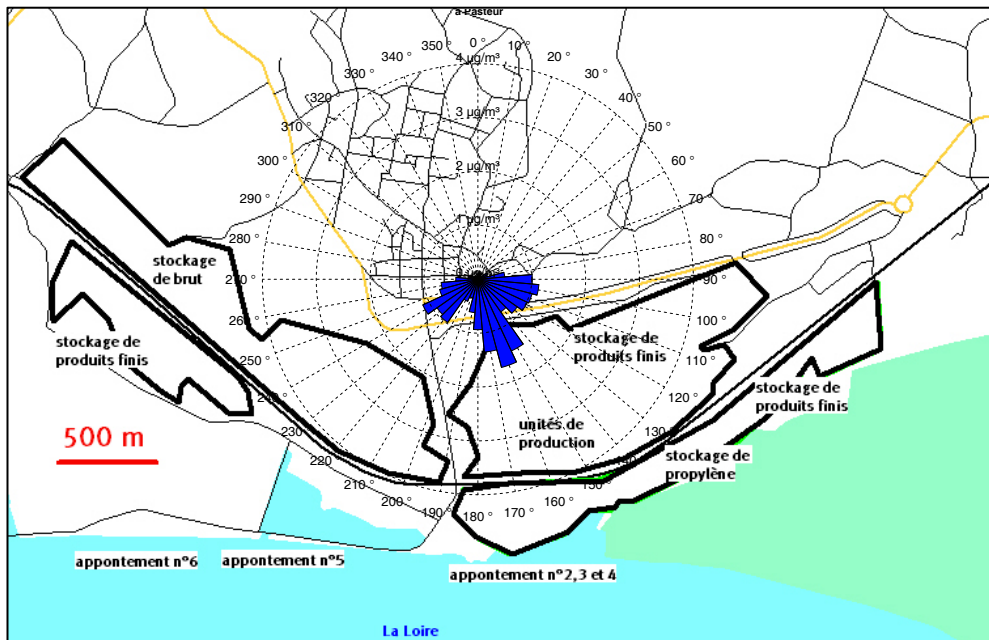 à Pasteur
0 °
10 °
20 °
30 °
40 °
50 °
60 °
70 °
80 °
90 °
100 °
110 °
120 °
130 °
140 °
150 °
160 °
170 °
180 °
190 °
200 °
210 °
220 °
230 °
240 °
250 °
260 °
270 °
280 °
290 °
300 °
310 °
320 °
330 °
340 °
350 °
4 µg/m³
3 µg/m³
2 µg/m³
1 µg/m³
stockage
de brut
stockage de
produits finis
stockage de
produits finis
stockage de
produits finis
unités de
production
stockage de
propylène
500 m
appontement n°6
appontement n°5
appontement n°2,3 et 4
La Loire